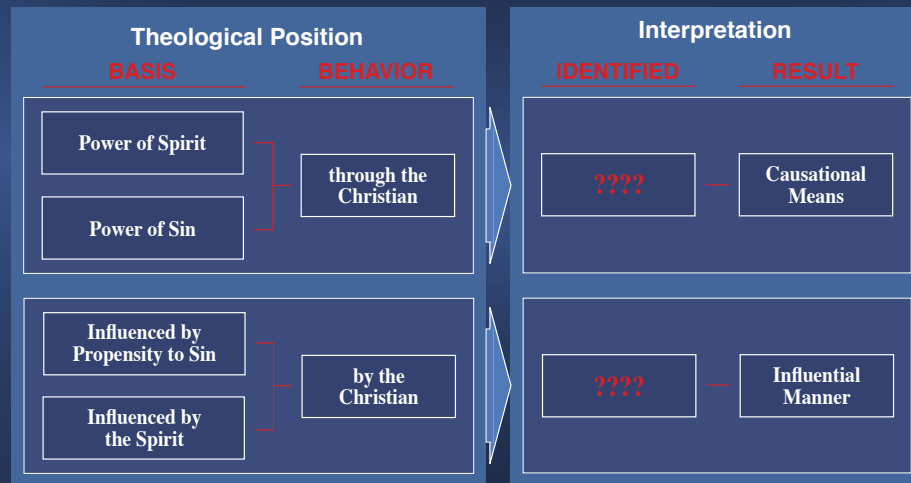 Theological Position
BASIS
BEHAVIOR
Power of Spirit
Power of Sin
through the
Christian
Influenced by
Propensity to Sin
Influenced by
the Spirit
by the
Christian
Interpretation
IDENTIFIED
RESULT
????
Causational
Means
????
Influential
Manner